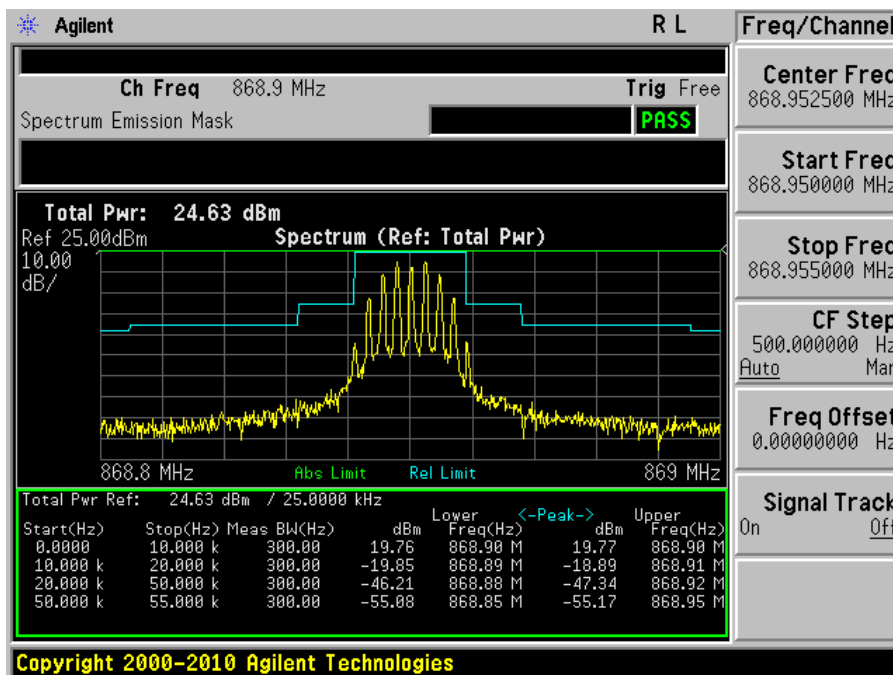 Agilent R L Freq/Channel
Ch Freq 868.9 MHz Trig Free
Spectrum Emission Mask PASS
Total Pwr: 24.63 dBm
Ref 25.00dBm Spectrum (Ref: Total Pwr)
10.00
dB/
868.8 MHz Abs Limit Rel Limit 869 MHz
Total Pwr Ref: 24.63 dBm / 25.0000 kHz
Lower <-Peak-> Upper
Start(Hz) Stop(Hz) Meas BW(Hz) dBm Freq(Hz) dBm Freq(Hz)
0.0000 10.000 k 300.00 19.76 868.90 M 19.77 868.90 M
10.000 k 20.000 k 300.00 -19.85 868.89 M -18.89 868.91 M
20.000 k 50.000 k 300.00 -46.21 868.88 M -47.34 868.92 M
50.000 k 55.000 k 300.00 -55.08 868.85 M -55.17 868.95 M
Center Freq
868.952500 MHz
Start Freq
868.950000 MHz
Stop Freq
868.955000 MHz
CF Step
500.000000 Hz
Auto Man
Freq Offset
0.00000000 Hz
Signal Track
On Off
Copyright 2000-2010 Agilent Technologies